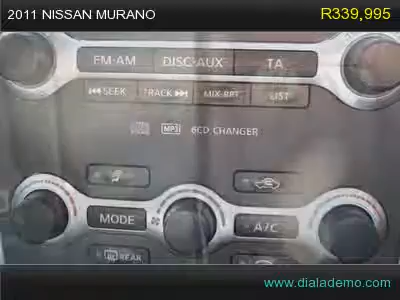 2011 NISSAN MURANO
R339,995
FM·AM DISC·AUX TA
SEEK TRACK MIX·RPT LIST
MP3 6CD CHANGER
MODE A/C
REAR
www.dialademo.com